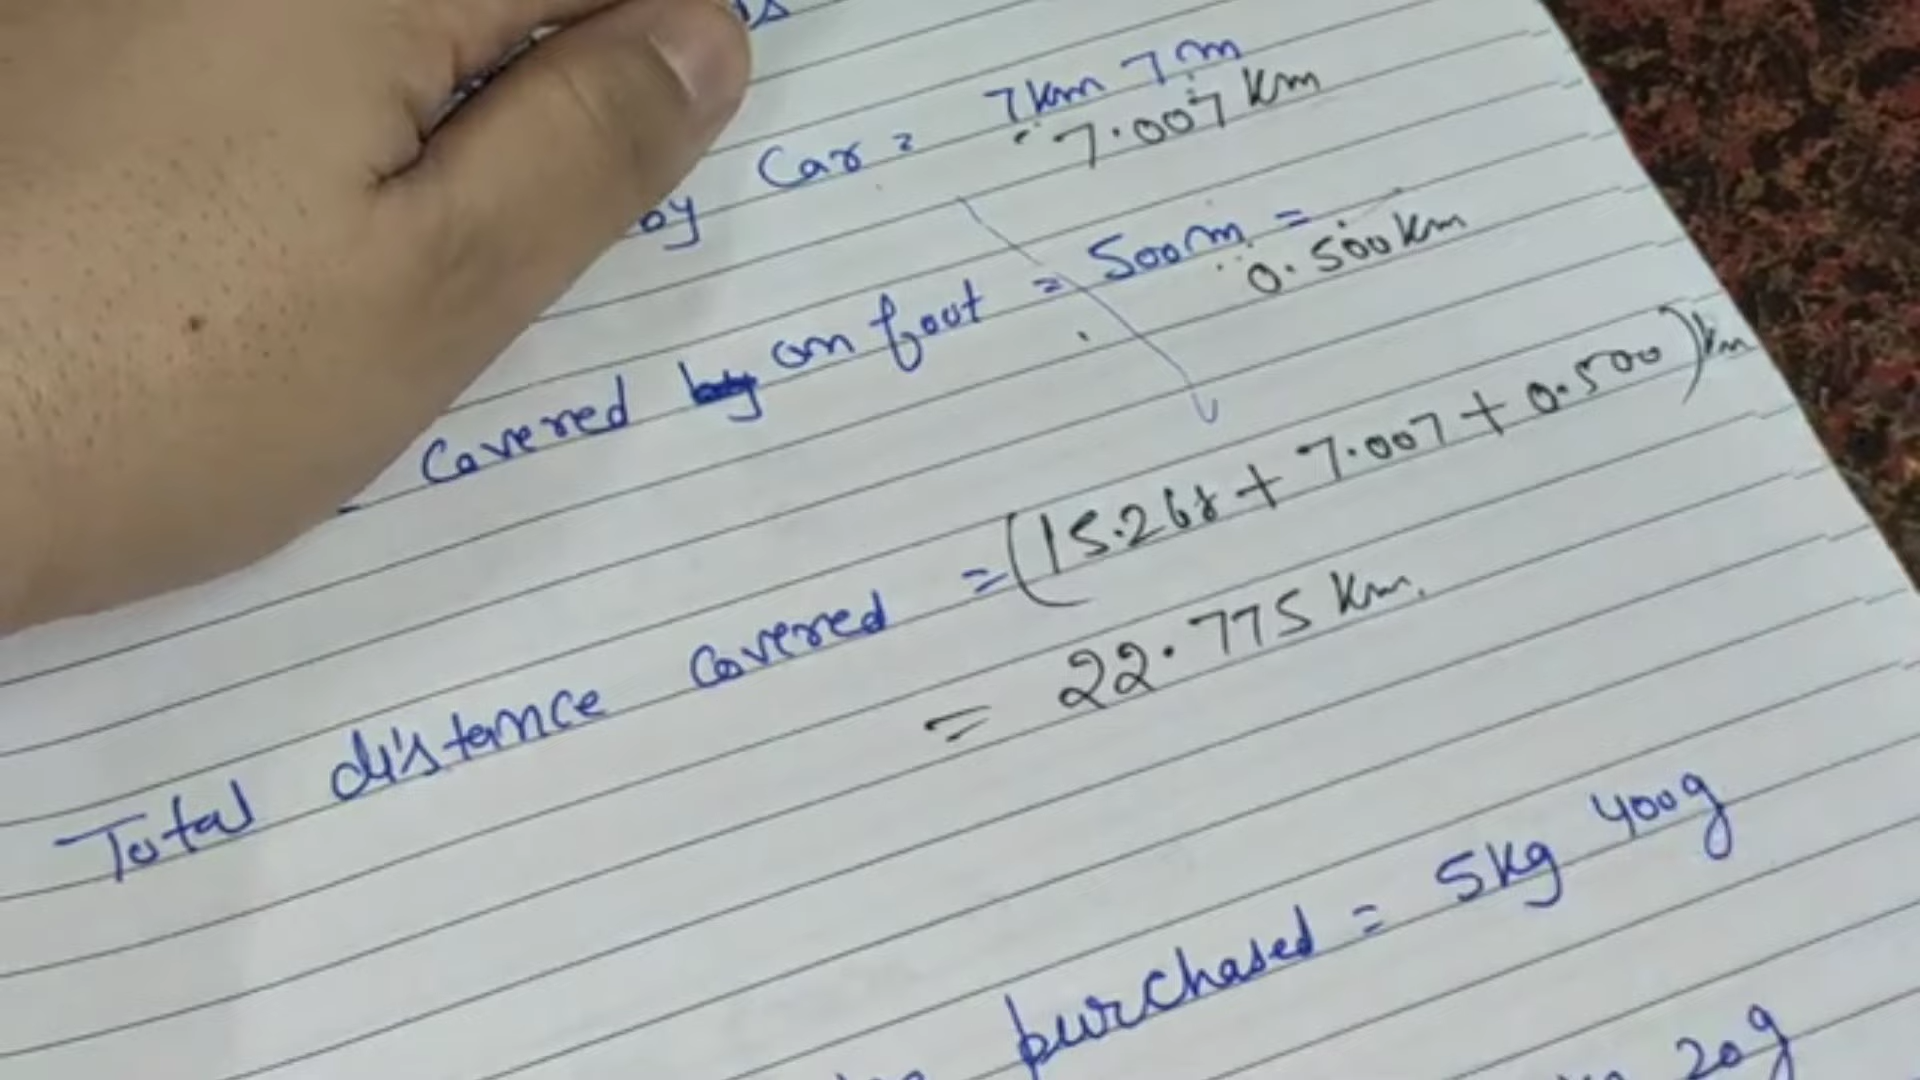 by Car = 7km 7m
7.007 km
Covered on foot = 500m =
0.500 km
Total distance covered = (15.268 + 7.007 + 0.500) km
= 22.775 km.
purchased = 5kg 400g
20g